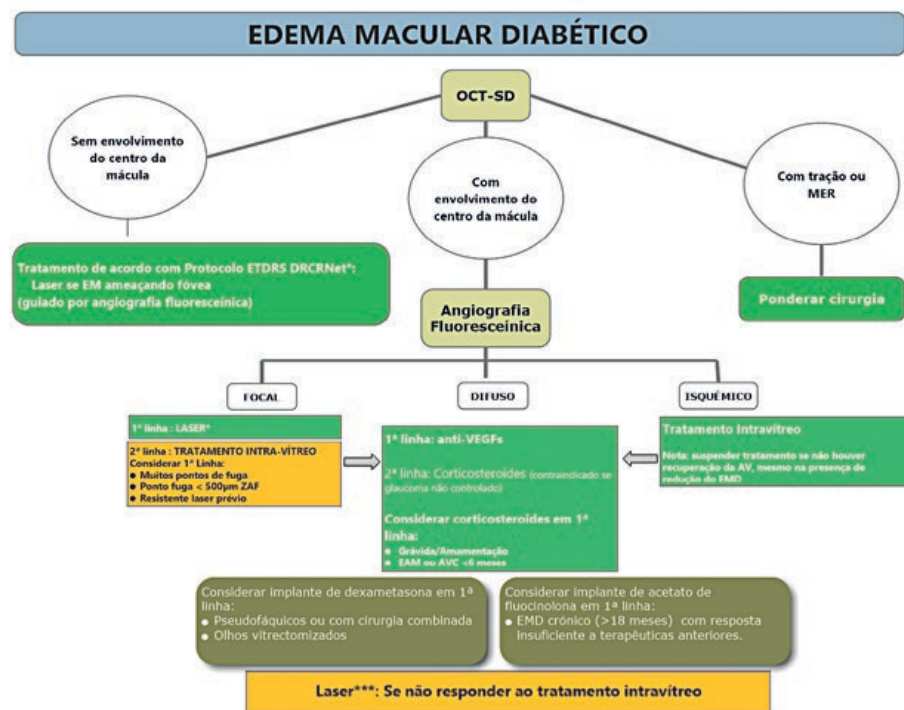 EDEMA MACULAR DIABÉTICO
OCT-SD
Sem envolvimento
do centro da
mácula
Com
envolvimento do
centro da mácula
Com tração ou
MER
Tratamento de acordo com Protocolo ETDRS DRCRNet*:
Laser se EM ameaçando fóvea
(guiado por angiografia fluoresceínica)
Ponderar cirurgia
Angiografia
Fluoresceínica
FOCAL
DIFUSO
ISQUÉMICO
1ª linha : LASER*
2ª linha : TRATAMENTO INTRA-VÍTREO
Considerar 1ª Linha:
● Muitos pontos de fuga
● Ponto fuga < 500µm ZAF
● Resistente laser prévio
1ª linha: anti-VEGFs
2ª linha: Corticosteroides (contraindicado se
glaucoma não controlado)
Considerar corticosteroides em 1ª
linha:
● Grávida/Amamentação
● EAM ou AVC <6 meses
Tratamento Intravítreo
Nota: suspender tratamento se não houver
recuperação da AV, mesmo na presença de
redução do EMD
Considerar implante de dexametasona em 1ª
linha:
● Pseudofáquicos ou com cirurgia combinada
● Olhos vitrectomizados
Considerar implante de acetato de
fluocinolona em 1ª linha:
● EMD crónico (>18 meses) com resposta
insuficiente a terapêuticas anteriores.
Laser***: Se não responder ao tratamento intravítreo